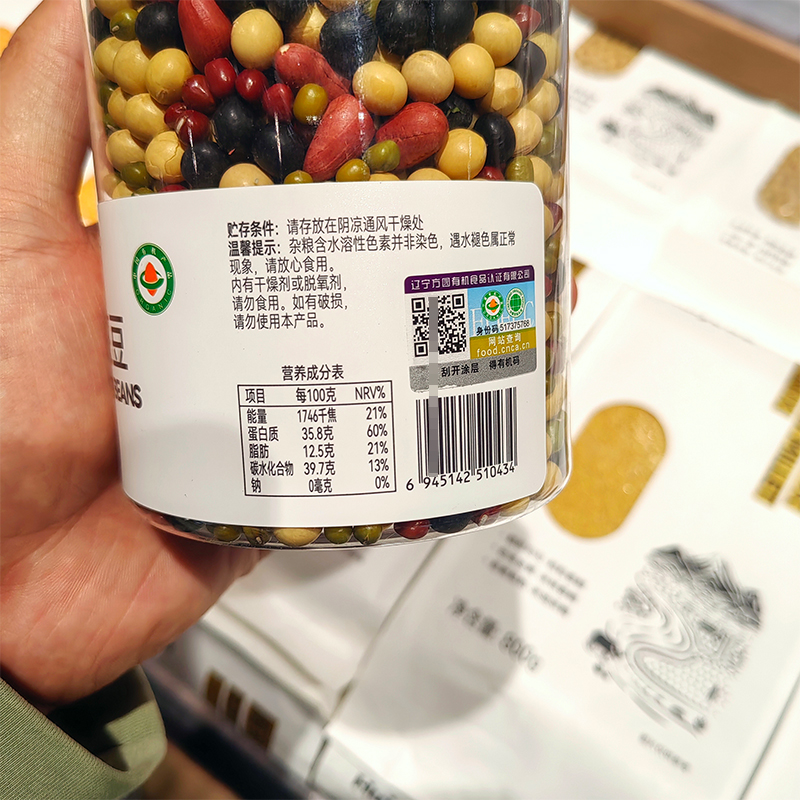 贮存条件：请存放在阴凉通风干燥处
温馨提示：杂粮含水溶性色素并非染色，遇水褪色属正常
现象，请放心食用。
内有干燥剂或脱氧剂，
请勿食用。如有破损，
请勿使用本产品。
豆
BEANS
辽宁方圆有机食品认证有限公司
身份码 517375768
网站查询
food.cnca.cn
刮开涂层 得有机码
营养成分表
项目 每100克 NRV%
能量 1746千焦 21%
蛋白质 35.8克 60%
脂肪 12.5克 21%
碳水化合物 39.7克 13%
钠 0毫克 0%
6 945142 510434
净含量: 800g